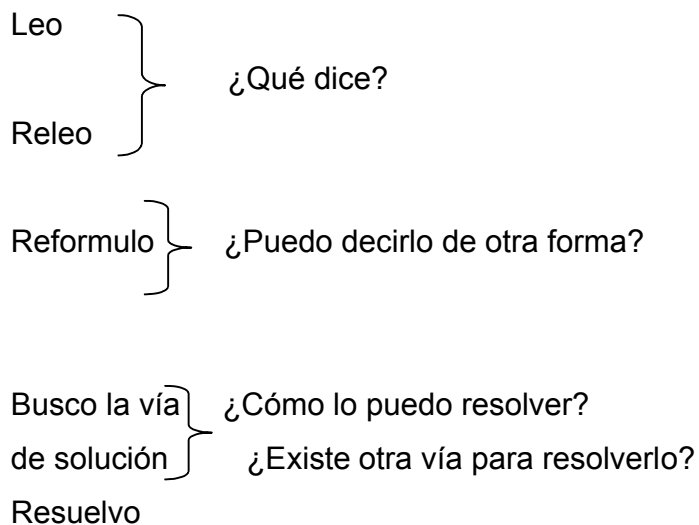 Leo
¿Qué dice?
Releo
Reformulo ¿Puedo decirlo de otra forma?
Busco la vía ¿Cómo lo puedo resolver?
de solución ¿Existe otra vía para resolverlo?
Resuelvo